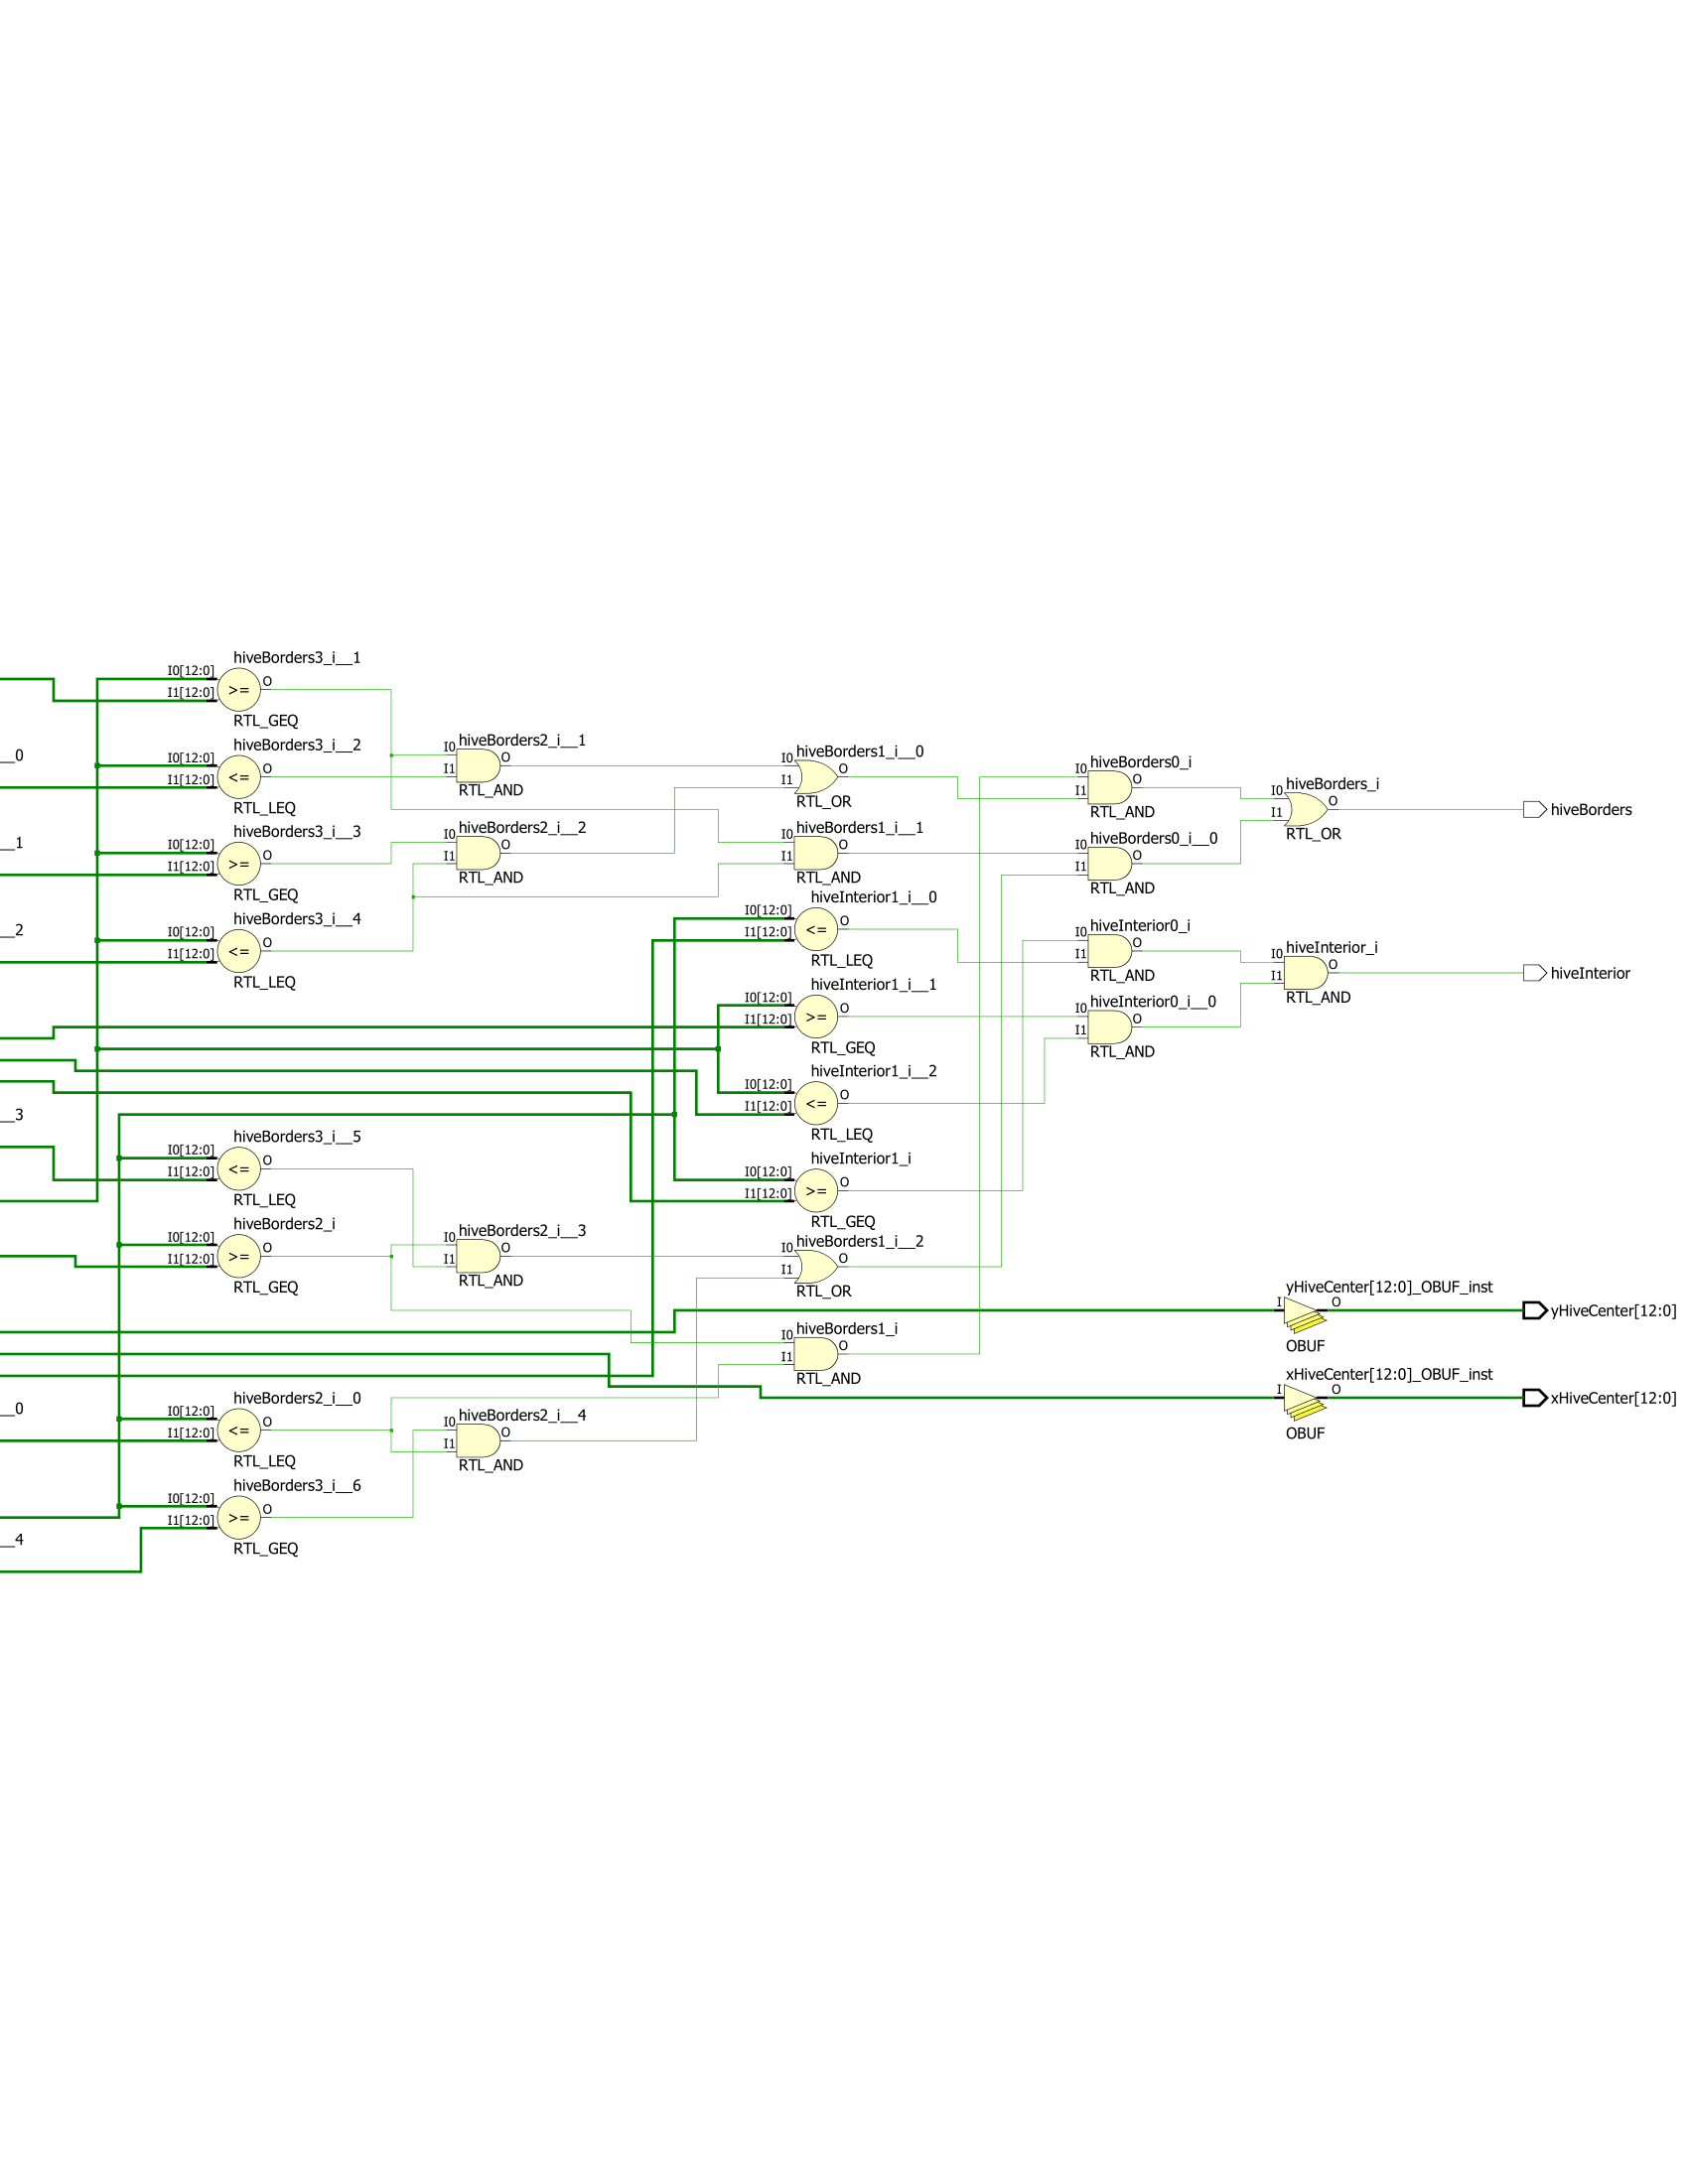 __0
__1
__2
__3
__0
__4
hiveBorders3_i__1
I0[12:0]
I1[12:0]
>=
O
RTL_GEQ
hiveBorders3_i__2
I0[12:0]
I1[12:0]
<=
O
RTL_LEQ
hiveBorders3_i__3
I0[12:0]
I1[12:0]
>=
O
RTL_GEQ
hiveBorders3_i__4
I0[12:0]
I1[12:0]
<=
O
RTL_LEQ
hiveBorders3_i__5
I0[12:0]
I1[12:0]
<=
O
RTL_LEQ
hiveBorders2_i
I0[12:0]
I1[12:0]
>=
O
RTL_GEQ
hiveBorders2_i__0
I0[12:0]
I1[12:0]
<=
O
RTL_LEQ
hiveBorders3_i__6
I0[12:0]
I1[12:0]
>=
O
RTL_GEQ
hiveBorders2_i__1
I0
I1
O
RTL_AND
hiveBorders2_i__2
I0
I1
O
RTL_AND
hiveBorders2_i__3
I0
I1
O
RTL_AND
hiveBorders2_i__4
I0
I1
O
RTL_AND
hiveBorders1_i__0
I0
I1
O
RTL_OR
hiveBorders1_i__1
I0
I1
O
RTL_AND
hiveInterior1_i__0
I0[12:0]
I1[12:0]
<=
O
RTL_LEQ
hiveInterior1_i__1
I0[12:0]
I1[12:0]
>=
O
RTL_GEQ
hiveInterior1_i__2
I0[12:0]
I1[12:0]
<=
O
RTL_LEQ
hiveInterior1_i
I0[12:0]
I1[12:0]
>=
O
RTL_GEQ
hiveBorders1_i__2
I0
I1
O
RTL_OR
hiveBorders1_i
I0
I1
O
RTL_AND
hiveBorders0_i
I0
I1
O
RTL_AND
hiveBorders0_i__0
I0
I1
O
RTL_AND
hiveInterior0_i
I0
I1
O
RTL_AND
hiveInterior0_i__0
I0
I1
O
RTL_AND
hiveBorders_i
I0
I1
O
RTL_OR
hiveInterior_i
I0
I1
O
RTL_AND
yHiveCenter[12:0]_OBUF_inst
I
O
OBUF
xHiveCenter[12:0]_OBUF_inst
I
O
OBUF
hiveBorders
hiveInterior
yHiveCenter[12:0]
xHiveCenter[12:0]